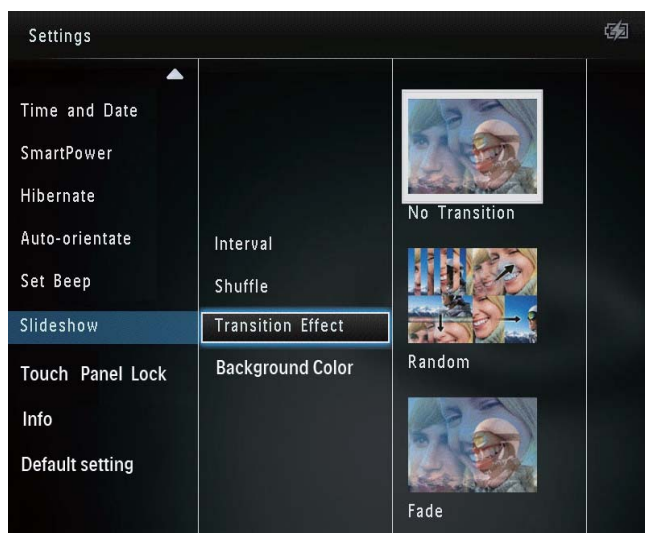 Settings
Time and Date
SmartPower
Hibernate
Auto-orientate
Set Beep
Slideshow
Touch Panel Lock
Info
Default setting
Interval
Shuffle
Transition Effect
Background Color
No Transition
Random
Fade